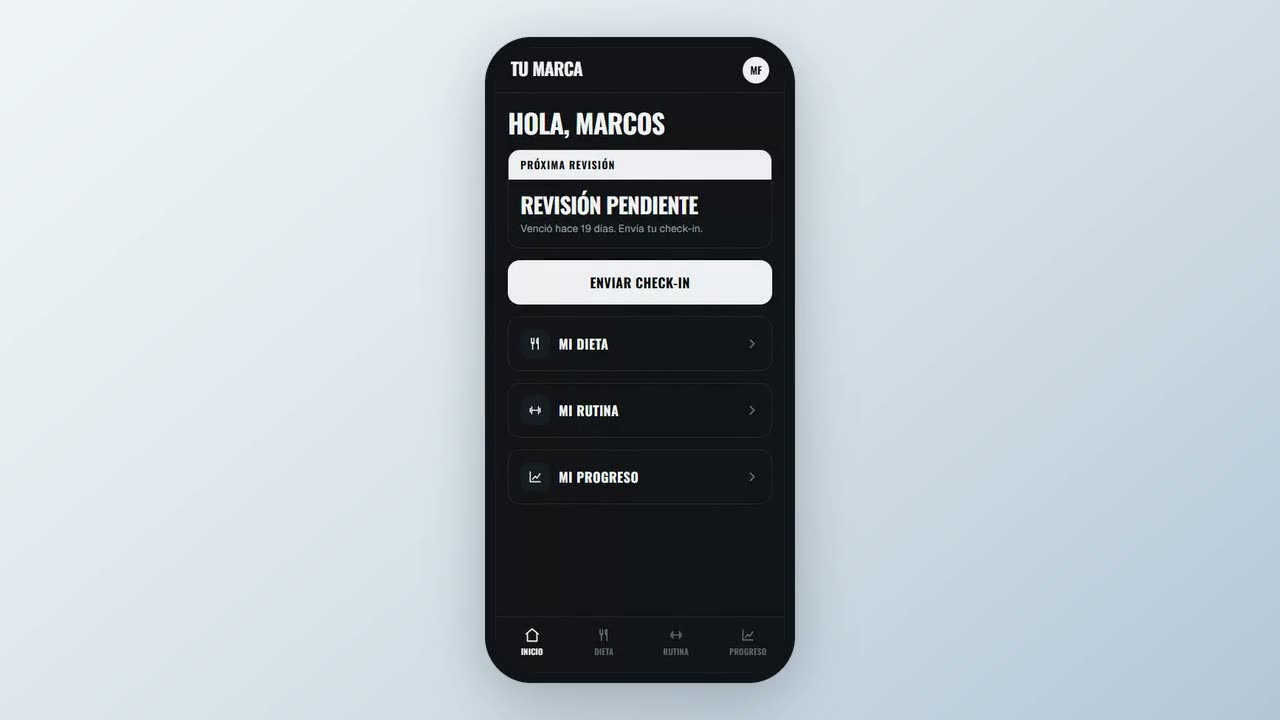 TU MARCA
MF
HOLA, MARCOS
PRÓXIMA REVISIÓN
REVISIÓN PENDIENTE
Venció hace 19 días. Envía tu check-in.
ENVIAR CHECK-IN
MI DIETA
MI RUTINA
MI PROGRESO
INICIO
DIETA
RUTINA
PROGRESO